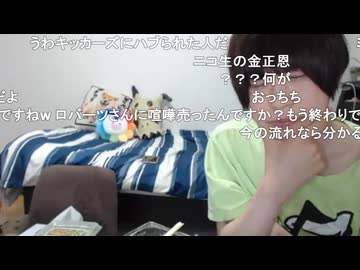 うわキッカーズにハブられた人だ
ニコ生の金正恩
？？？何が
だよ
おっちち
ですねw ロバーツさんに喧嘩売ったんですか？もう終わりで
今の流れなら分かる